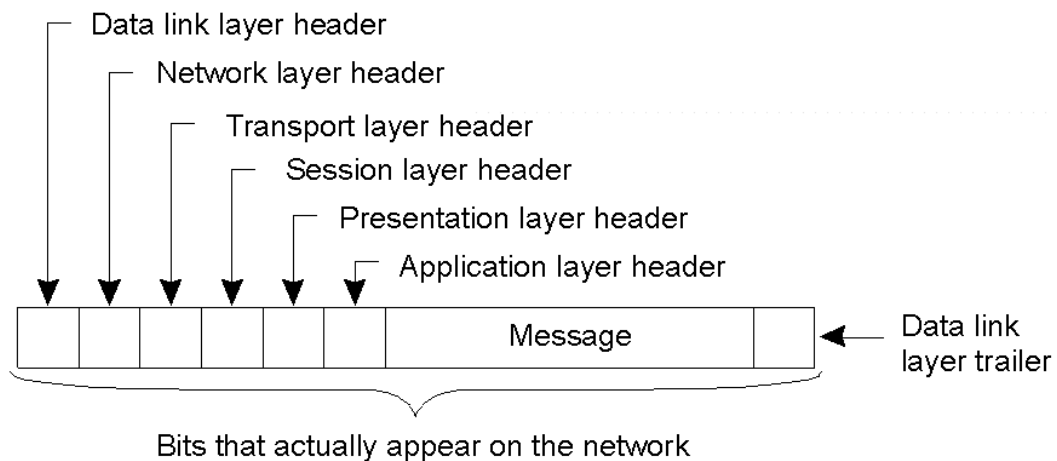 Data link layer header
Network layer header
Transport layer header
Session layer header
Presentation layer header
Application layer header
Message
Data link
layer trailer
Bits that actually appear on the network